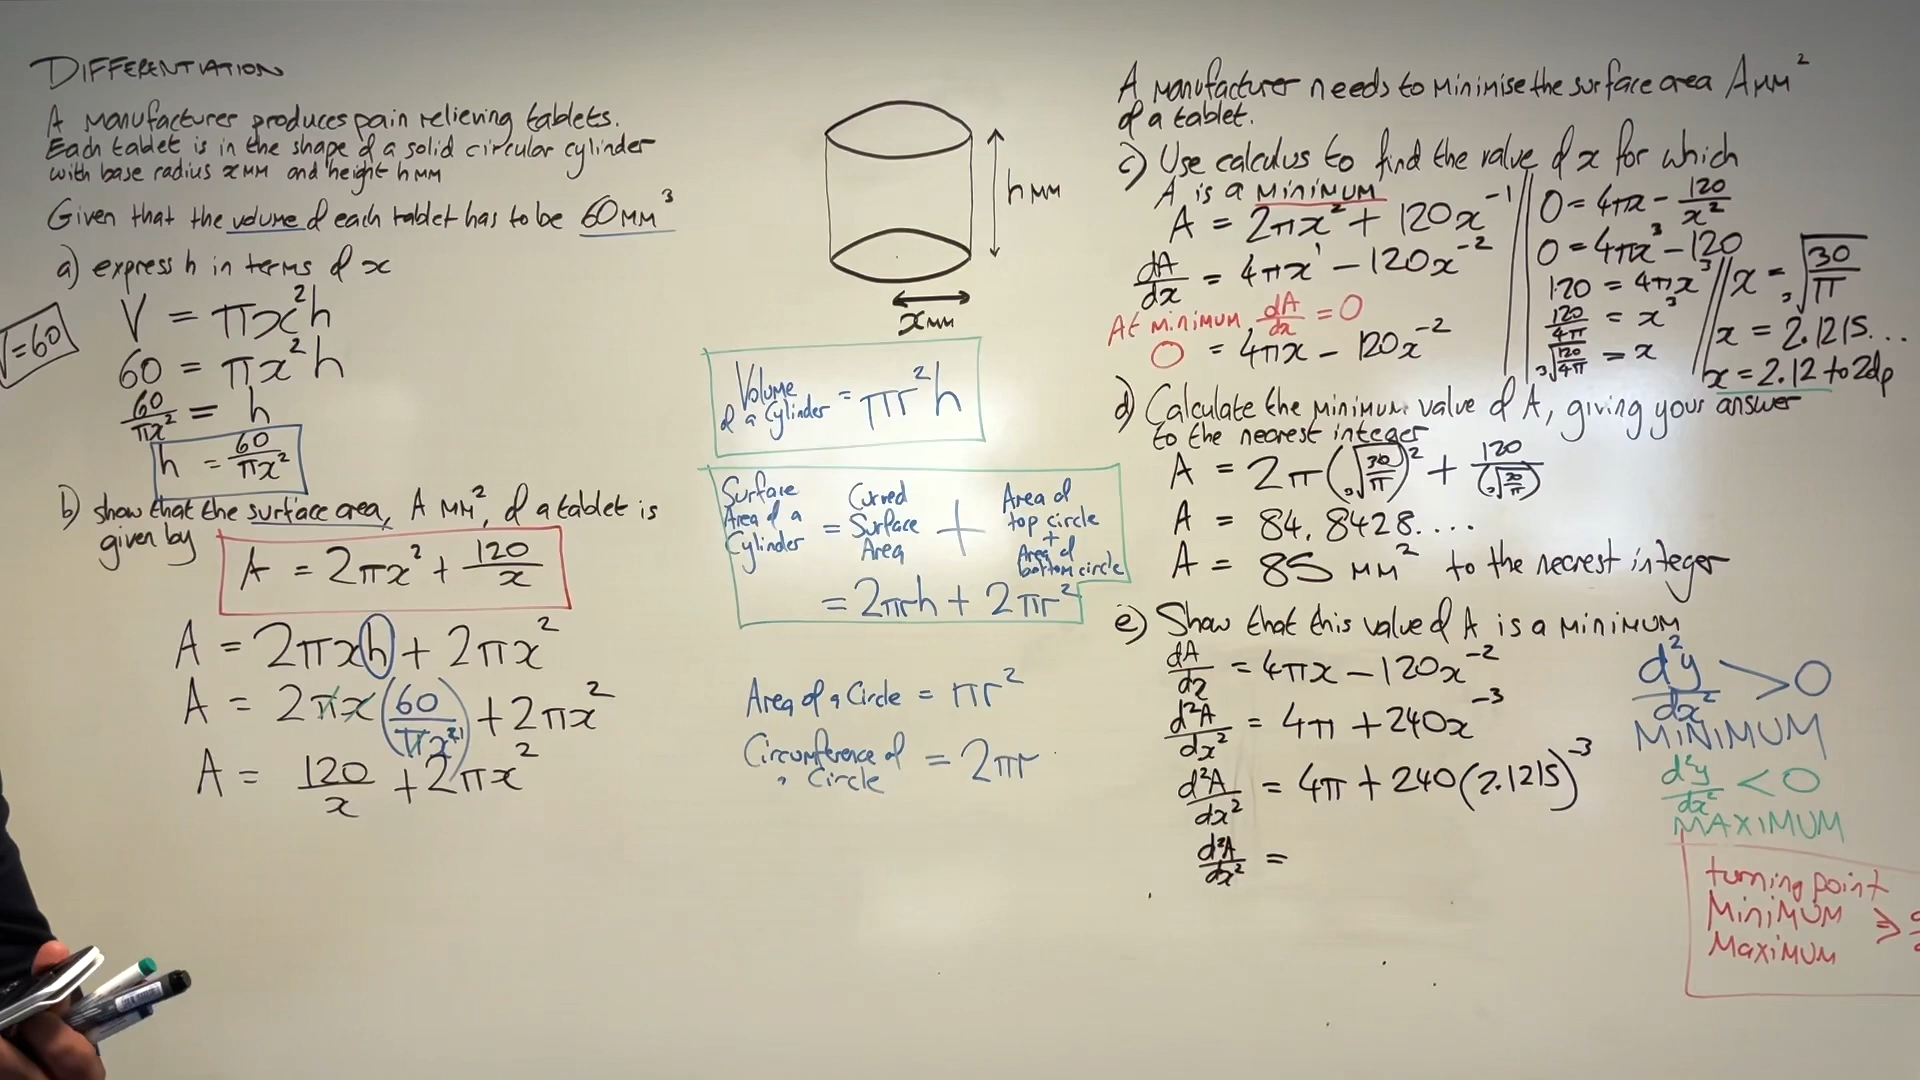 DIFFERENTIATION
A manufacturer produces pain relieving tablets.
Each tablet is in the shape of a solid circular cylinder
with base radius x mm and height h mm
Given that the volume of each tablet has to be 60mm³
a) express h in terms of x
V = πx²h
=60
60 = πx²h
60/πx² = h
h = 60/πx²
b) show that the surface area, A mm², of a tablet is
given by
A = 2πx² + 120/x
A = 2πxh + 2πx²
A = 2πx(60/πx²) + 2πx²
A = 120/x + 2πx²
h mm
x mm
Volume
of a Cylinder = πr²h
Surface
Area of a
Cylinder
= Curved
Surface
Area
+
Area of
top circle
+
Area of
bottom circle
= 2πrh + 2πr²
Area of a Circle = πr²
Circumference of
a Circle = 2πr
A manufacturer needs to minimise the surface area A mm²
of a tablet.
c) Use calculus to find the value of x for which
A is a minimum
A = 2πx² + 120x⁻¹
dA/dx = 4πx¹ - 120x⁻²
At minimum, dA/dx = 0
0 = 4πx - 120x⁻²
0 = 4πx - 120/x²
0 = 4πx³ - 120
120 = 4πx³
120/4π = x³
³√(120/4π) = x
x = ³√(30/π)
x = 2.1215...
x = 2.12 to 2dp
d) Calculate the minimum value of A, giving your answer
to the nearest integer
A = 2π(³√(30/π))² + 120/(³√(30/π))
A = 84.8428....
A = 85 mm² to the nearest integer
e) Show that this value of A is a minimum
dA/dx = 4πx - 120x⁻²
d²A/dx² = 4π + 240x⁻³
d²A/dx² = 4π + 240(2.1215)⁻³
d²A/dx² =
d²y/dx² > 0
MINIMUM
d²y/dx² < 0
MAXIMUM
turning point
Minimum ⇒
Maximum